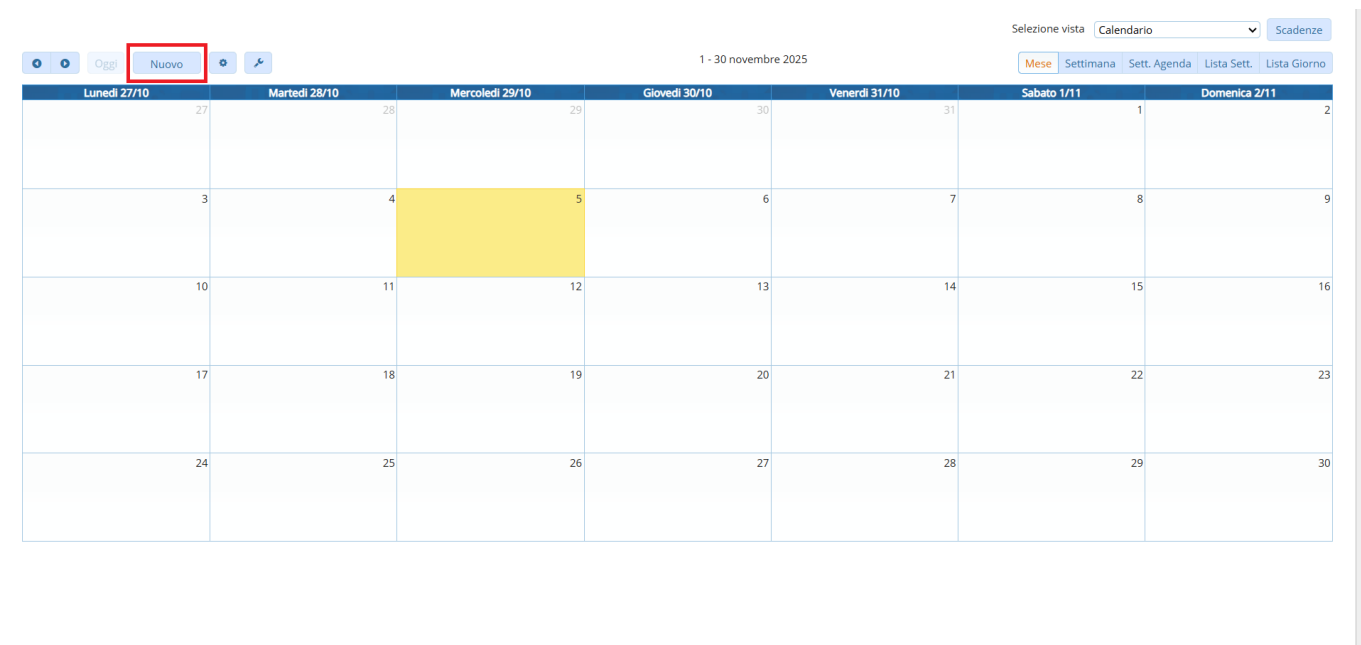 Selezione vista Calendario Scadenze
Oggi Nuovo 1 - 30 novembre 2025 Mese Settimana Sett. Agenda Lista Sett. Lista Giorno
Lunedì 27/10 Martedì 28/10 Mercoledì 29/10 Giovedì 30/10 Venerdì 31/10 Sabato 1/11 Domenica 2/11
27 28 29 30 31 1 2
3 4 5 6 7 8 9
10 11 12 13 14 15 16
17 18 19 20 21 22 23
24 25 26 27 28 29 30